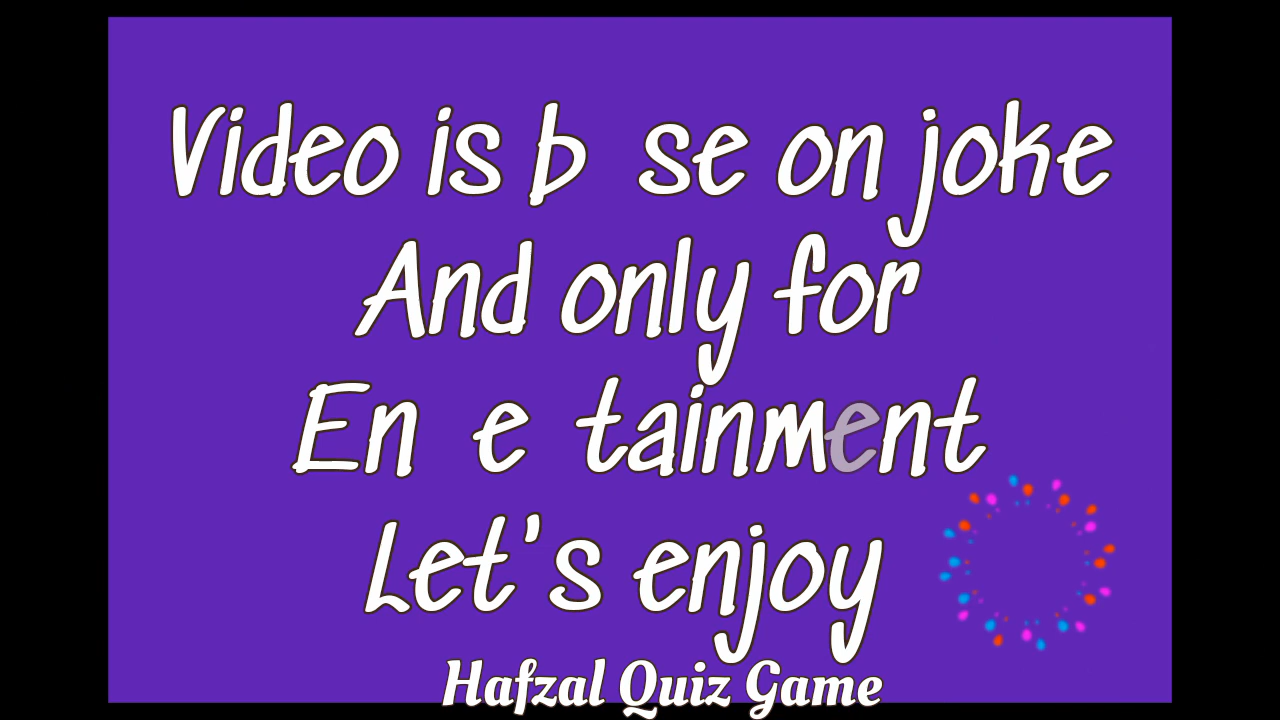 Video is b se on joke
And only for
En e tainment
Let's enjoy
Hafzal Quiz Game